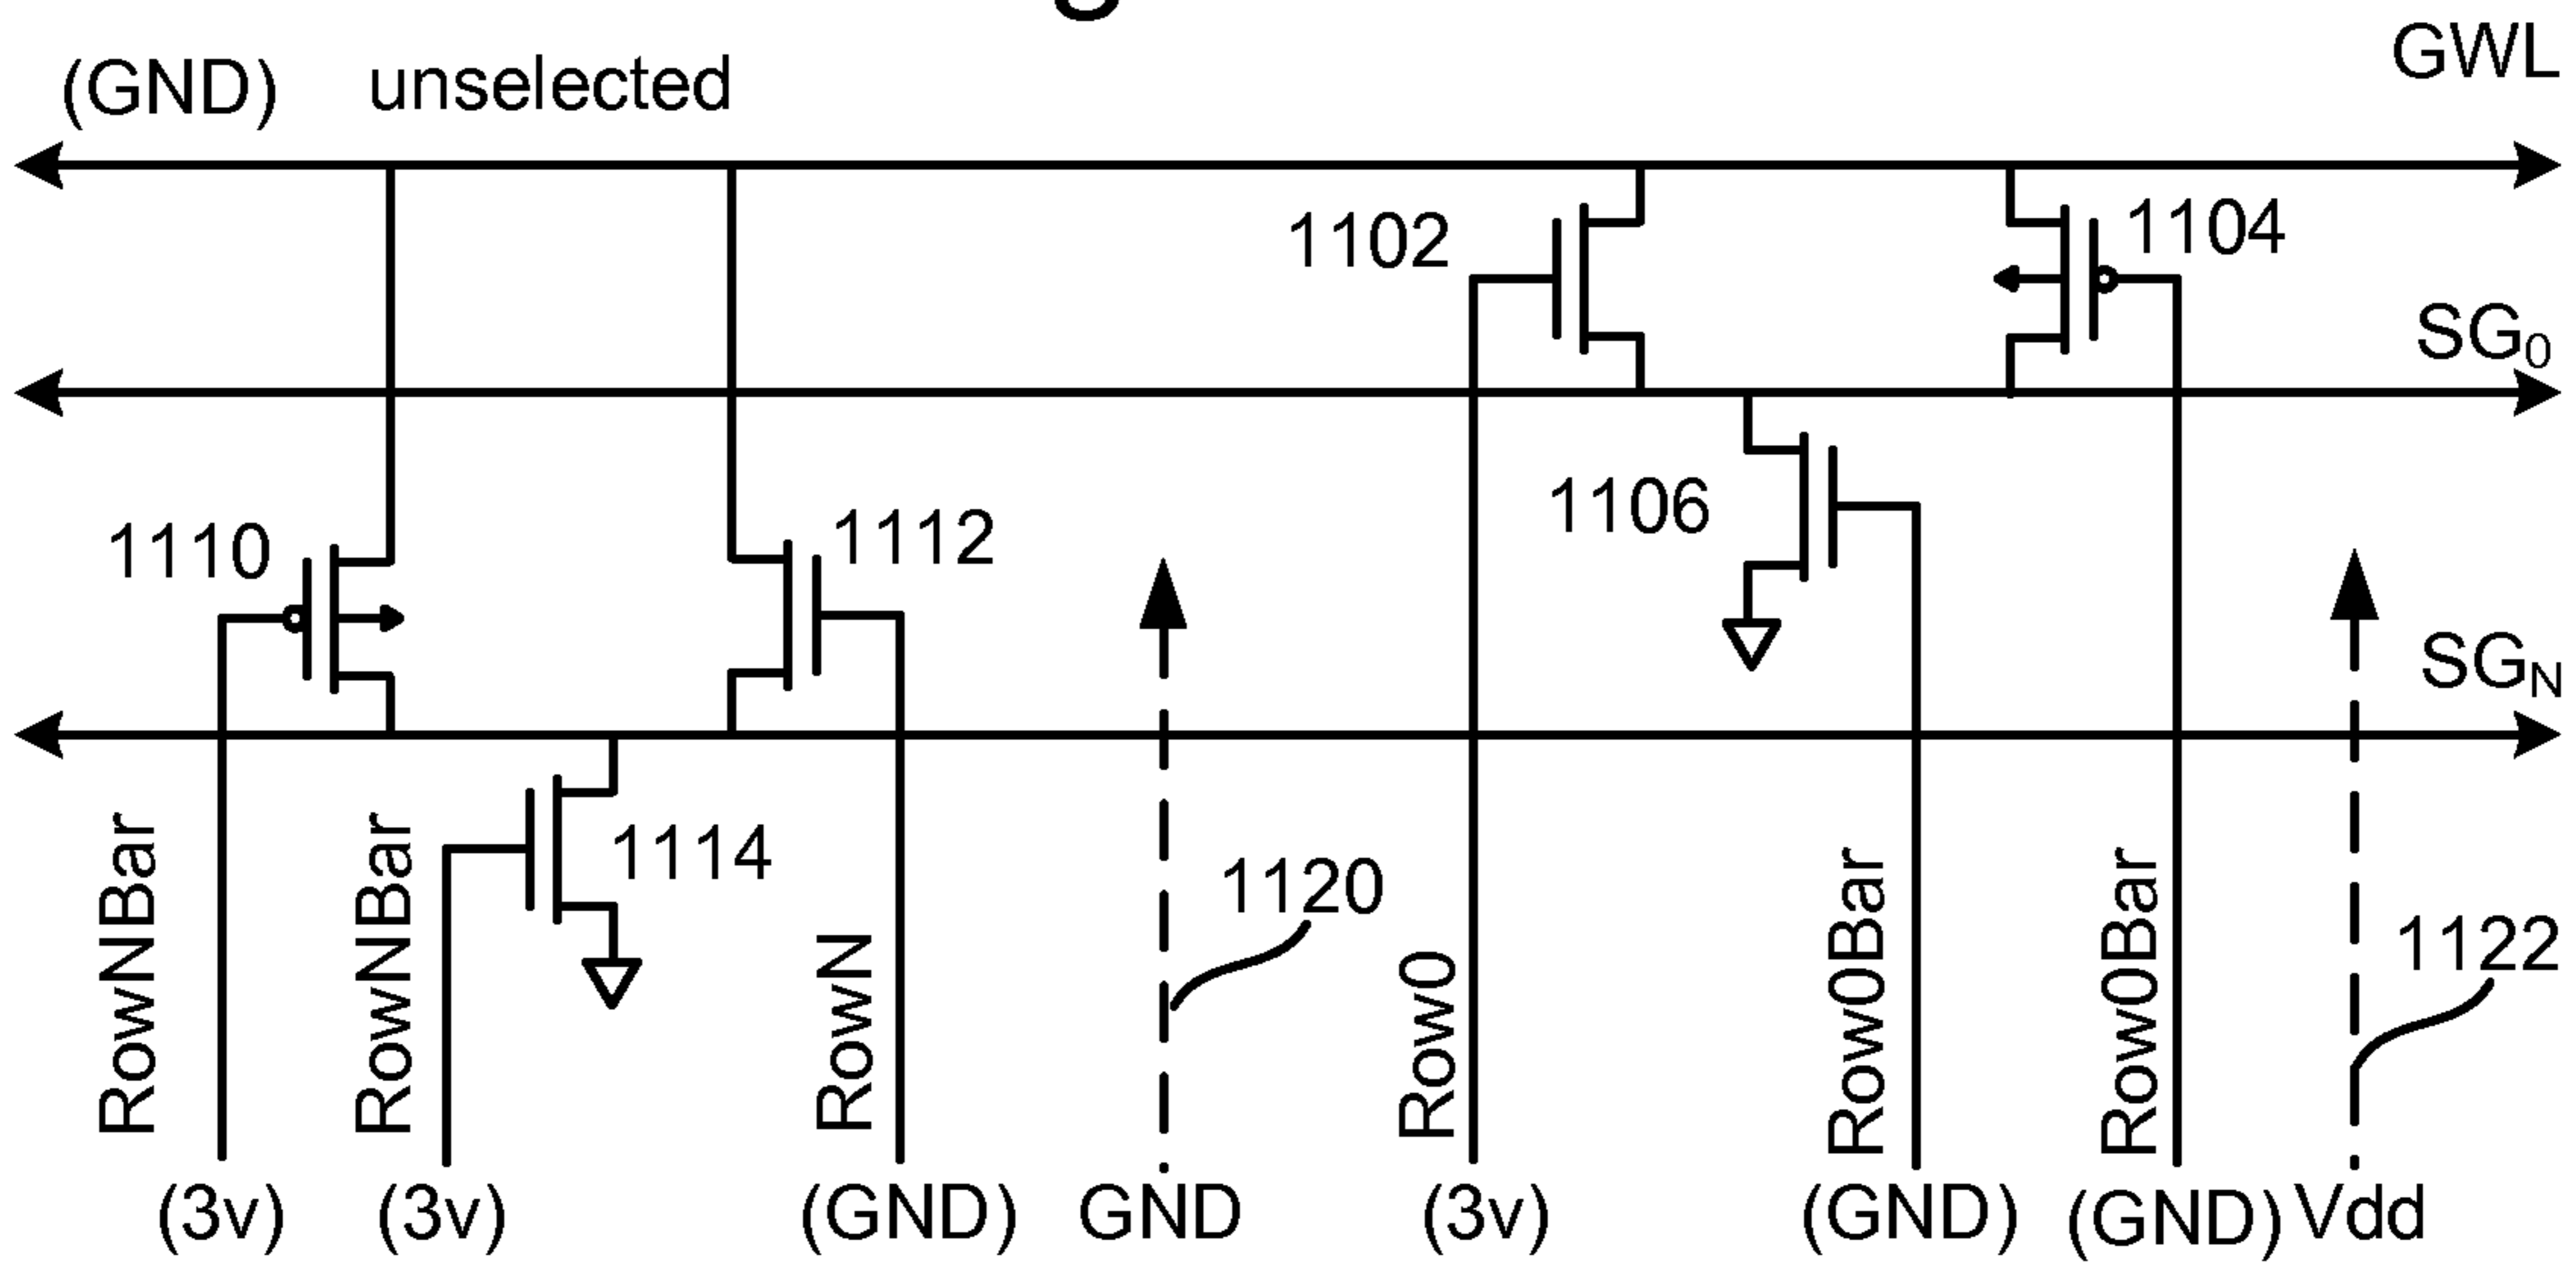 (GND) unselected GWL
1102 1104
SG0
1106
1110 1112
SGN
1114
1120
1122
RowNBar RowNBar RowN Row0 Row0Bar Row0Bar
(3v) (3v) (GND) GND (3v) (GND) (GND) Vdd